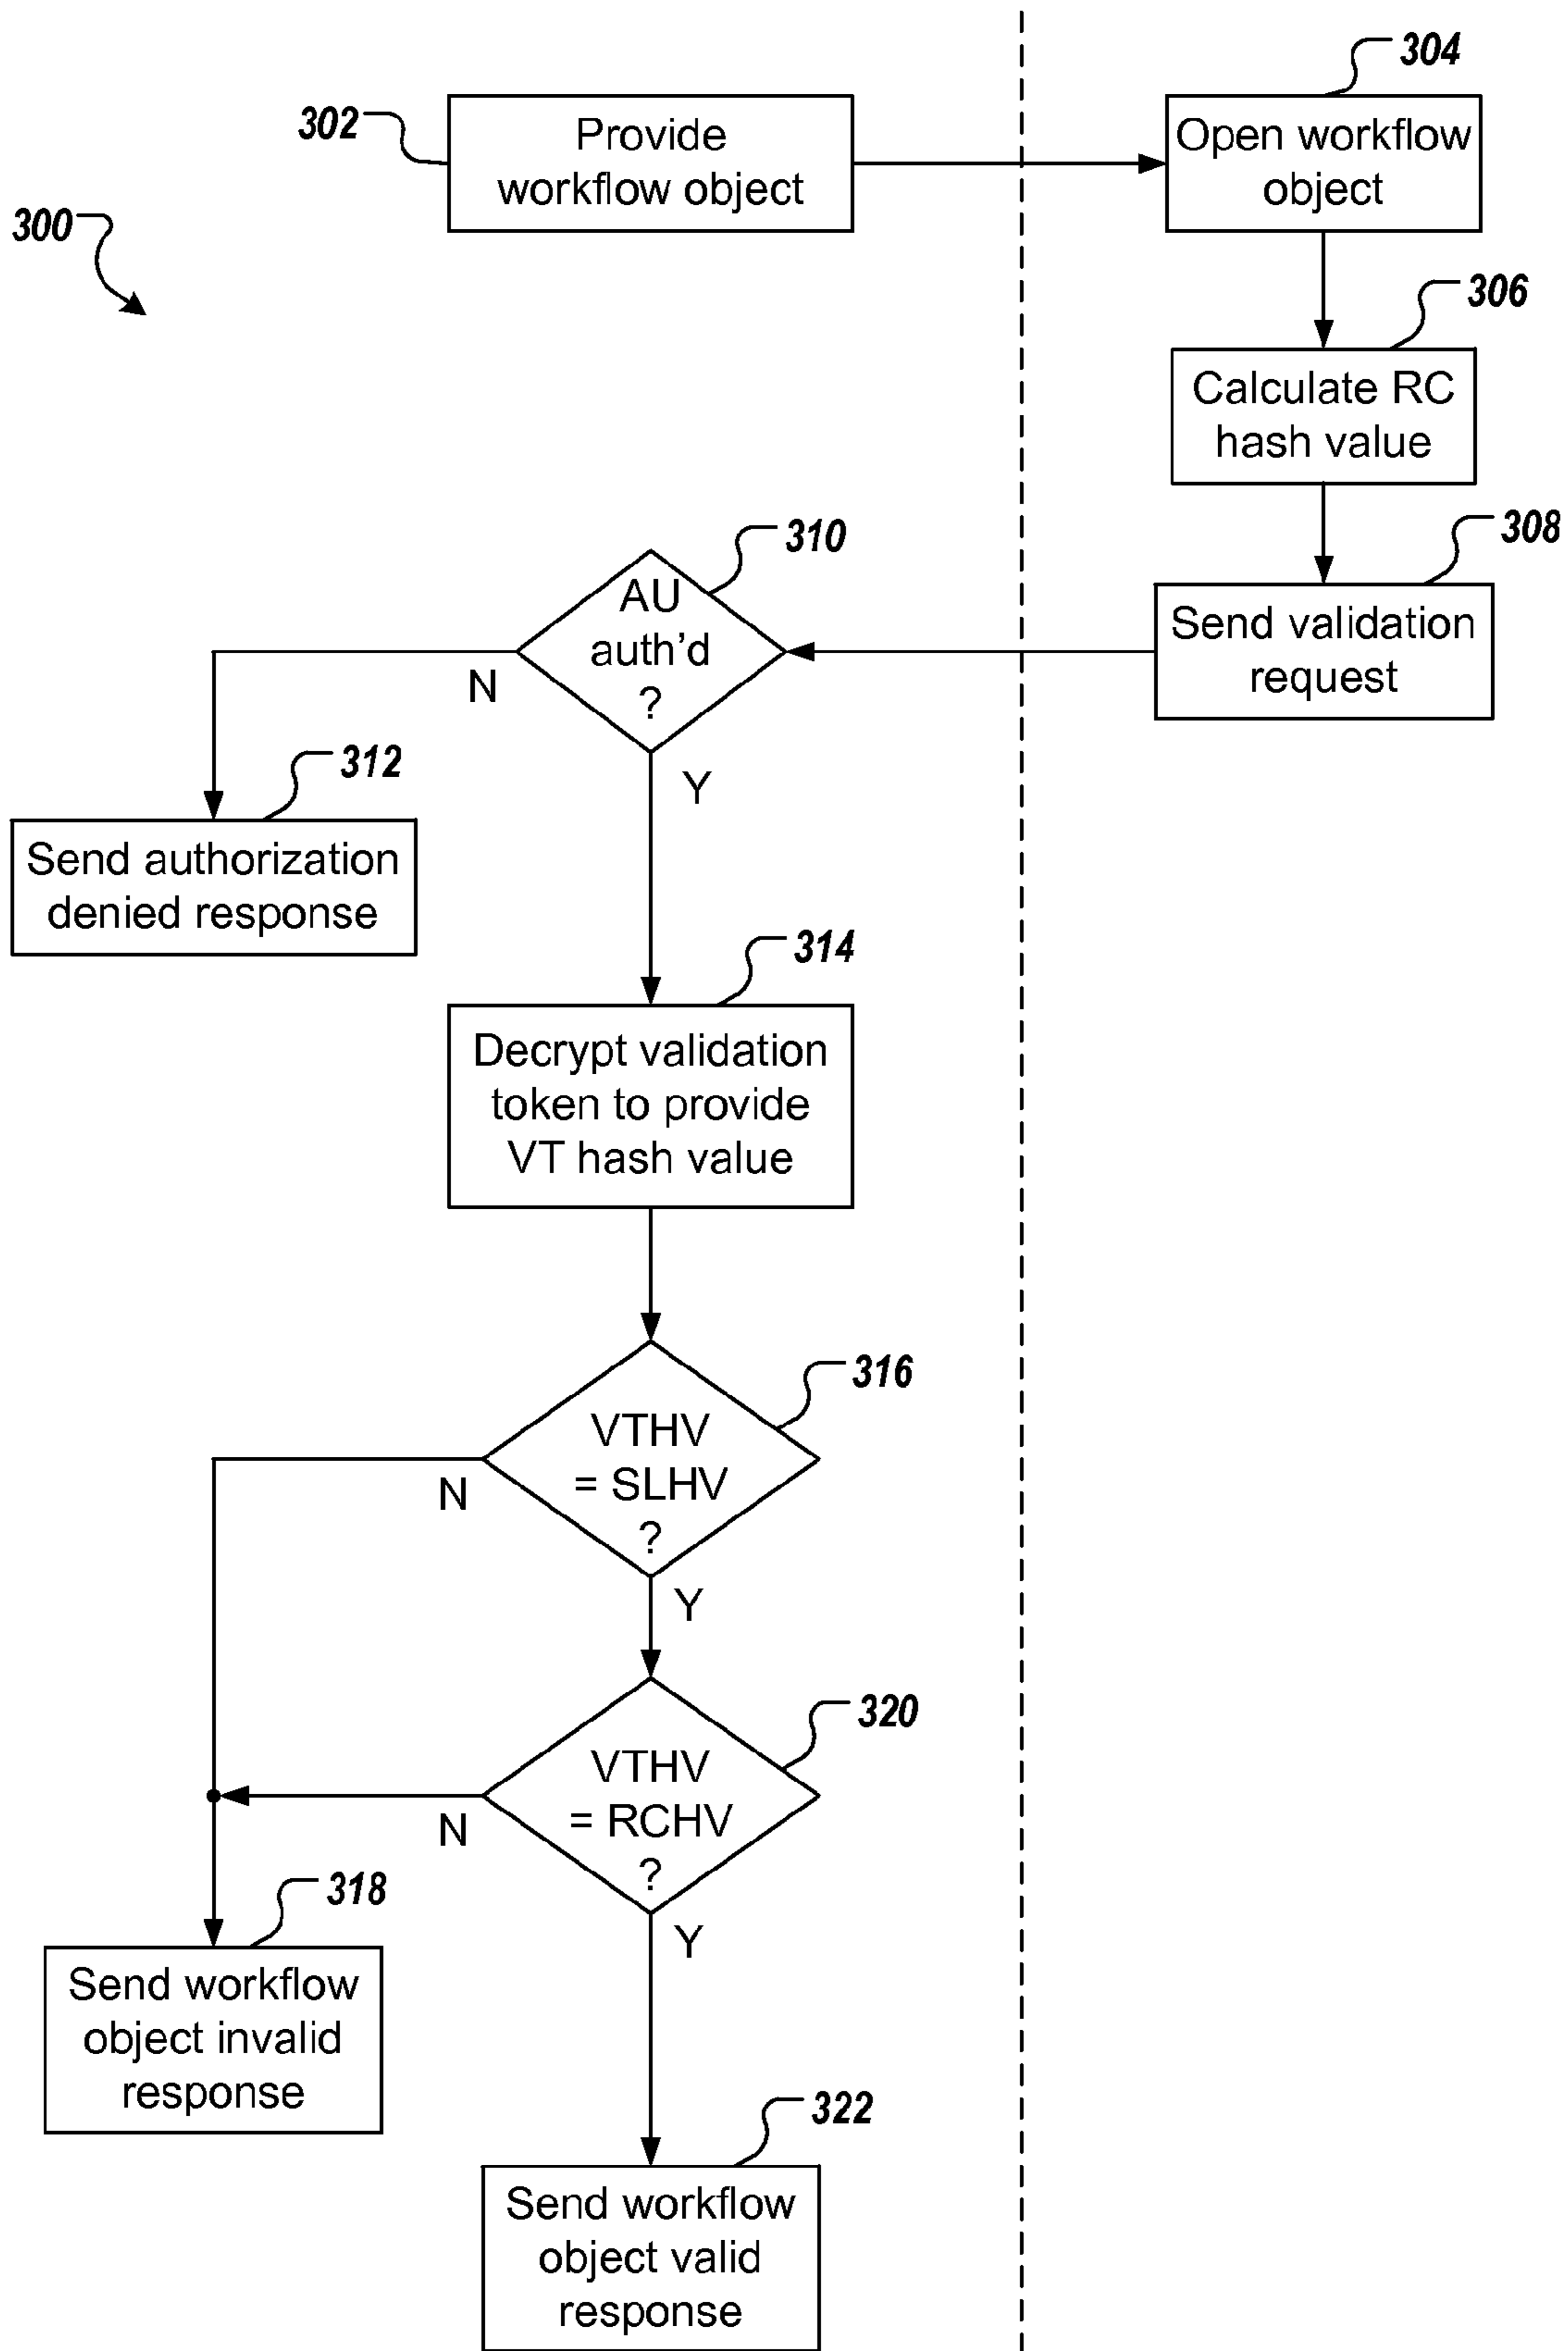 304
302
Provide
workflow object
Open workflow
object
300
306
Calculate RC
hash value
308
310
AU
auth'd
?
Send validation
request
N
312
Y
Send authorization
denied response
314
Decrypt validation
token to provide
VT hash value
316
VTHV
= SLHV
?
N
Y
320
VTHV
= RCHV
?
N
318
Y
Send workflow
object invalid
response
322
Send workflow
object valid
response